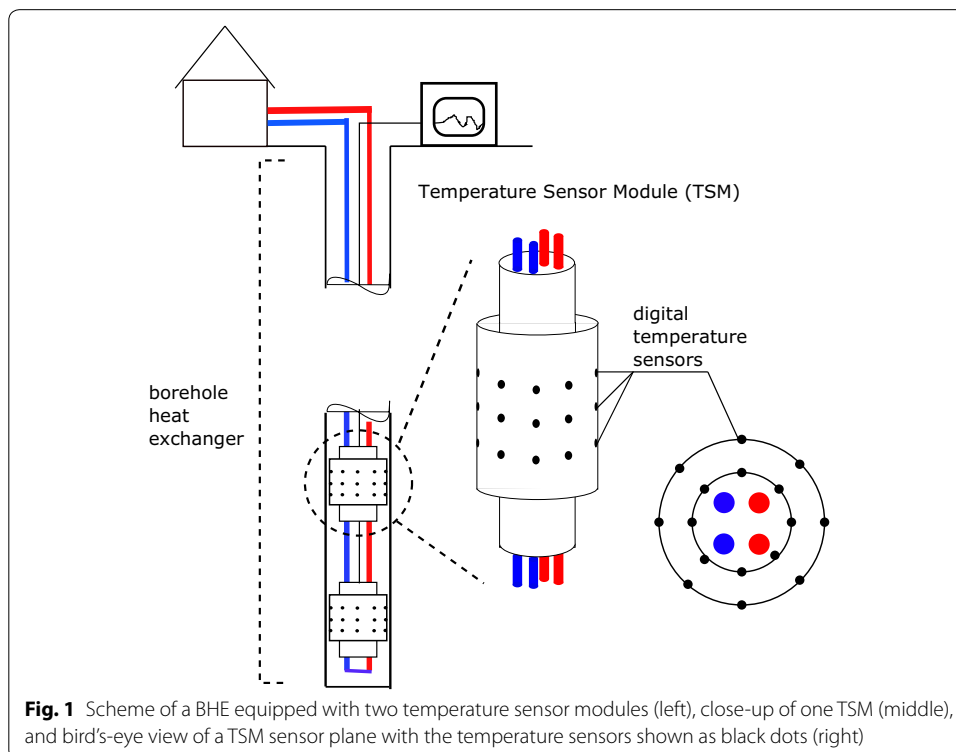 Temperature Sensor Module (TSM)
digital
temperature
sensors
borehole
heat
exchanger
Fig. 1 Scheme of a BHE equipped with two temperature sensor modules (left), close-up of one TSM (middle),
and bird's-eye view of a TSM sensor plane with the temperature sensors shown as black dots (right)